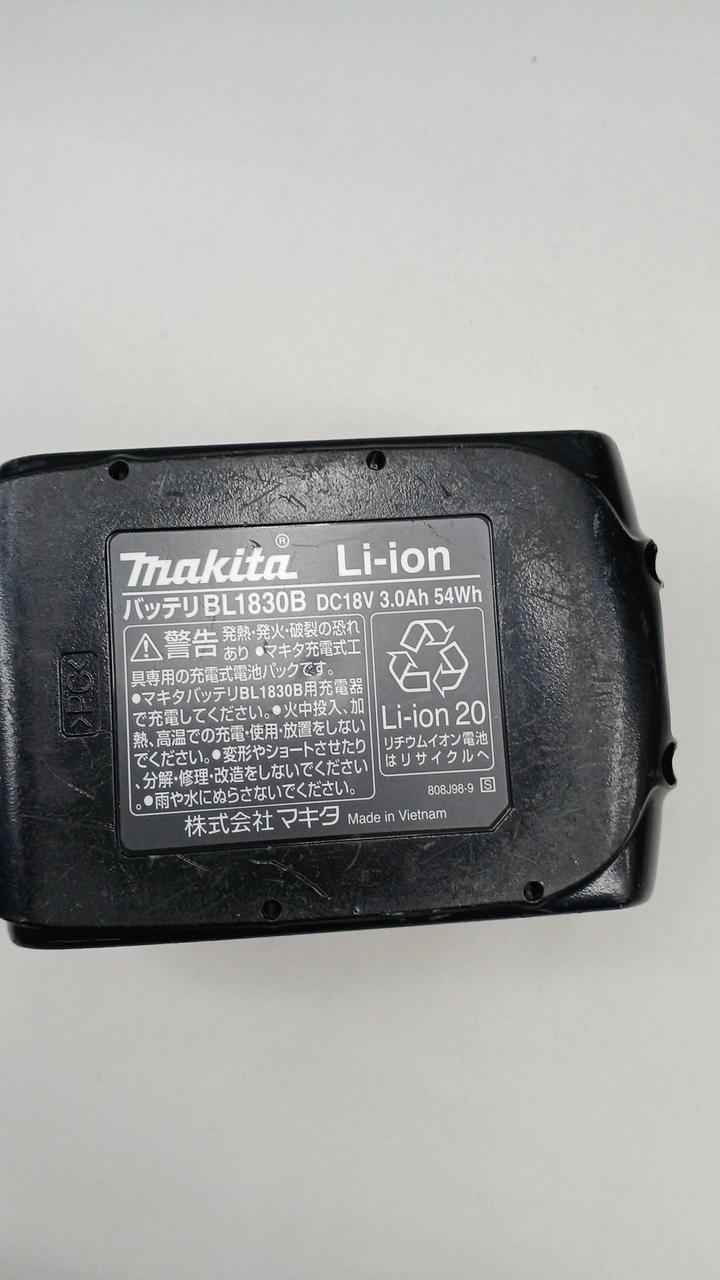 makita® Li-ion
バッテリ BL1830B DC18V 3.0Ah 54Wh
⚠警告 発熱・発火・破裂の恐れ
あり ●マキタ充電式工
具専用の充電式電池パックです。
●マキタバッテリBL1830B用充電器
で充電してください。●火中投入、加
熱、高温での充電・使用・放置をしない
でください。●変形やショートさせたり
、分解・修理・改造をしないでください
。●雨や水にぬらさないでください。
Li-ion 20
リチウムイオン電池
はリサイクルへ
808J98-9 S
株式会社マキタ Made in Vietnam
>PC<